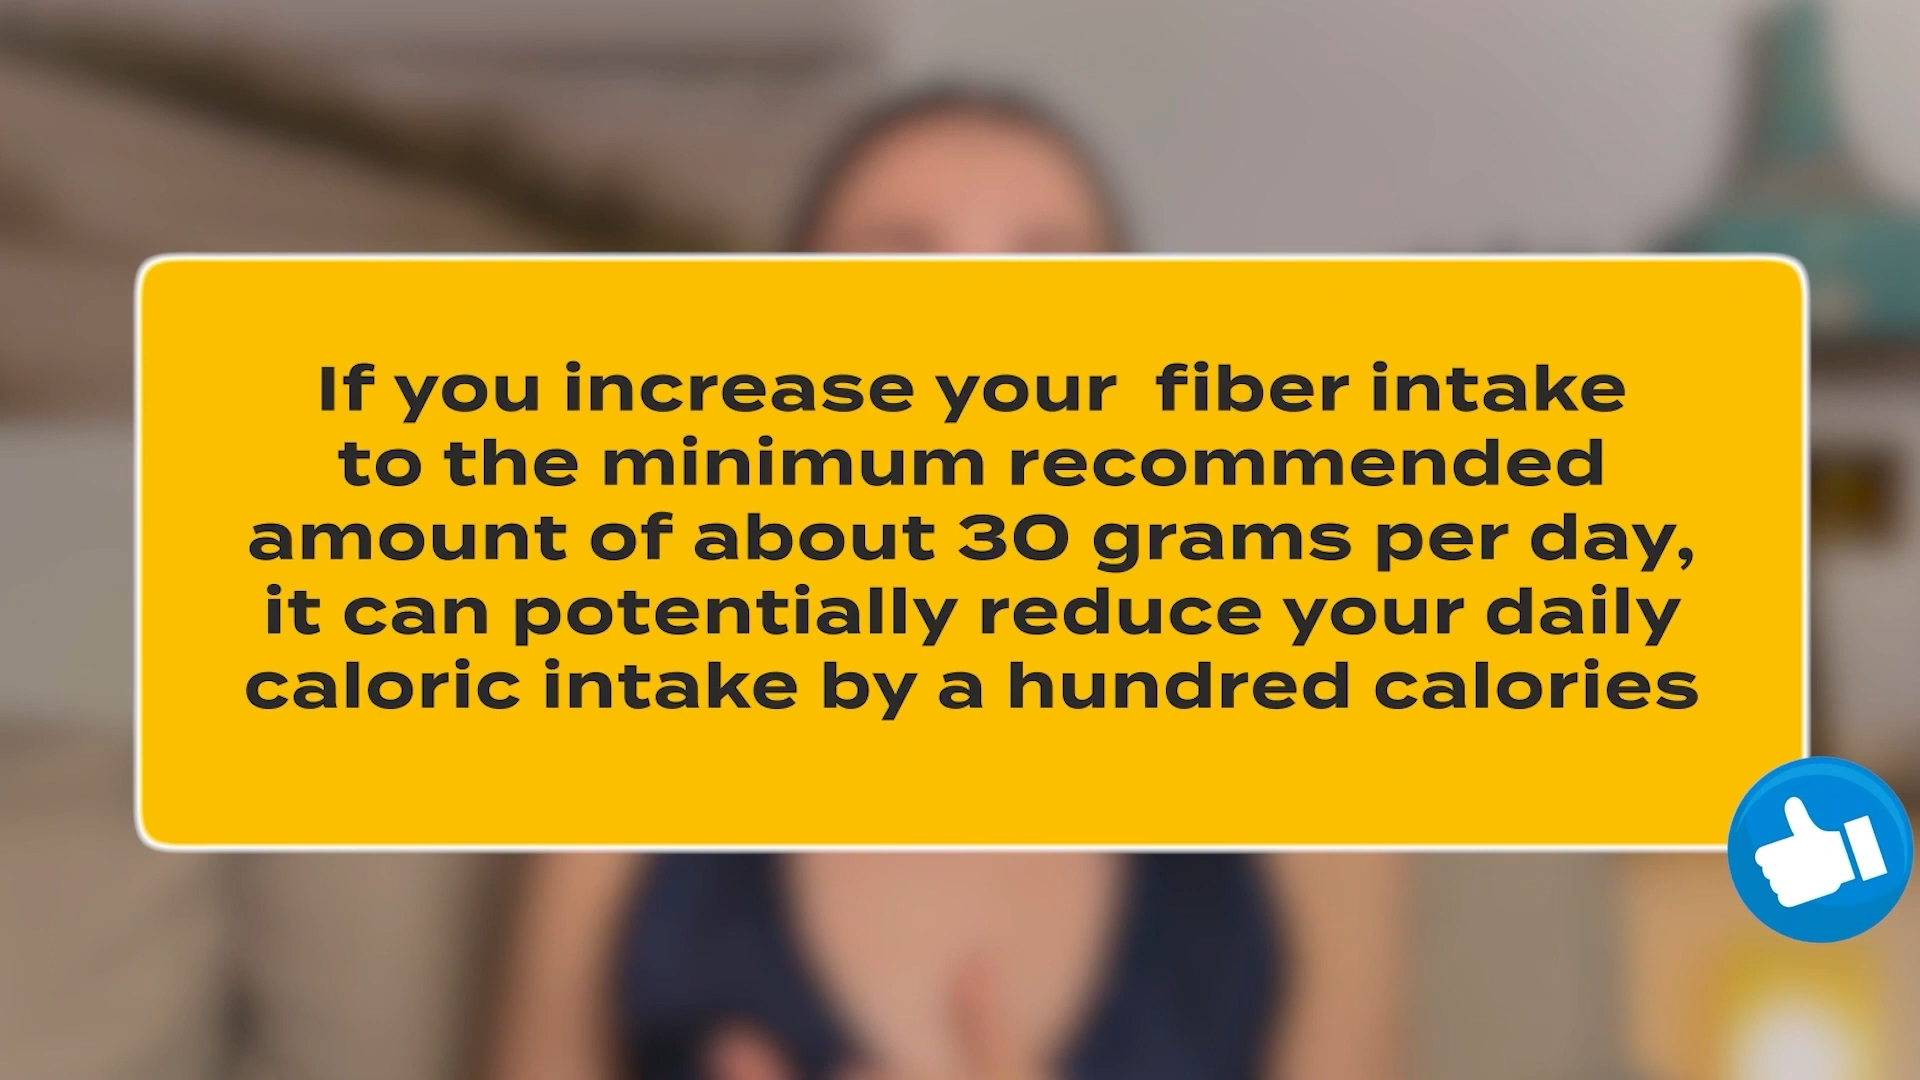 If you increase your fiber intake
to the minimum recommended
amount of about 30 grams per day,
it can potentially reduce your daily
caloric intake by a hundred calories